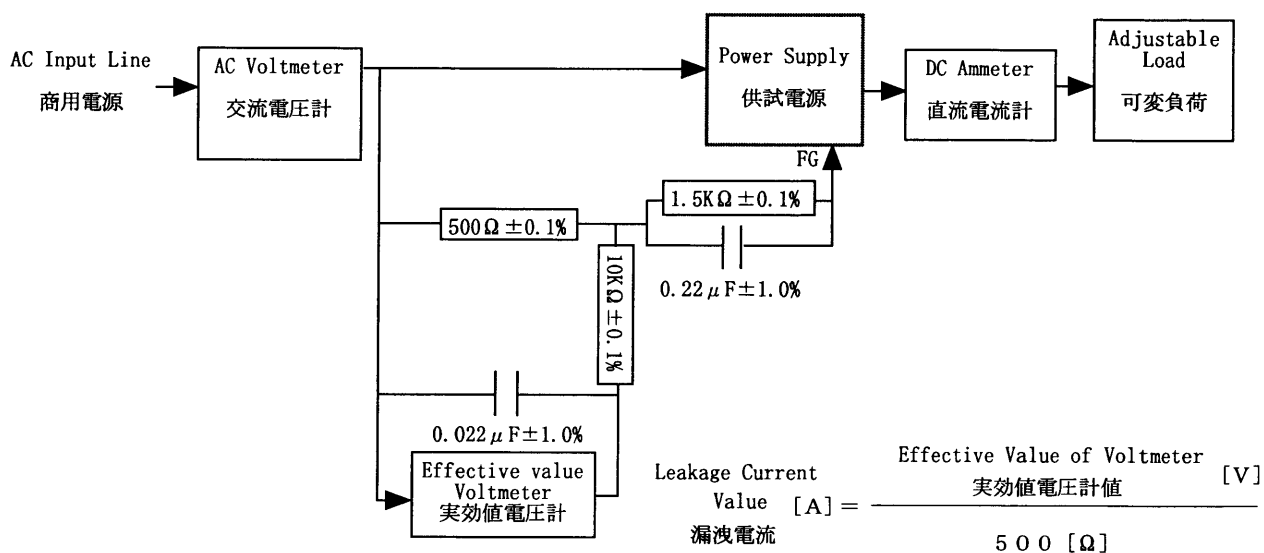 AC Input Line
商用電源
AC Voltmeter
交流電圧計
Power Supply
供試電源
DC Ammeter
直流電流計
Adjustable
Load
可変負荷
FG
1.5KΩ±0.1%
500Ω±0.1%
10KΩ±0.1%
0.22μF±1.0%
0.022μF±1.0%
Effective value
Voltmeter
実効値電圧計
Leakage Current
Value [A]=
漏洩電流
Effective Value of Voltmeter [V]
実効値電圧計値
500 [Ω]